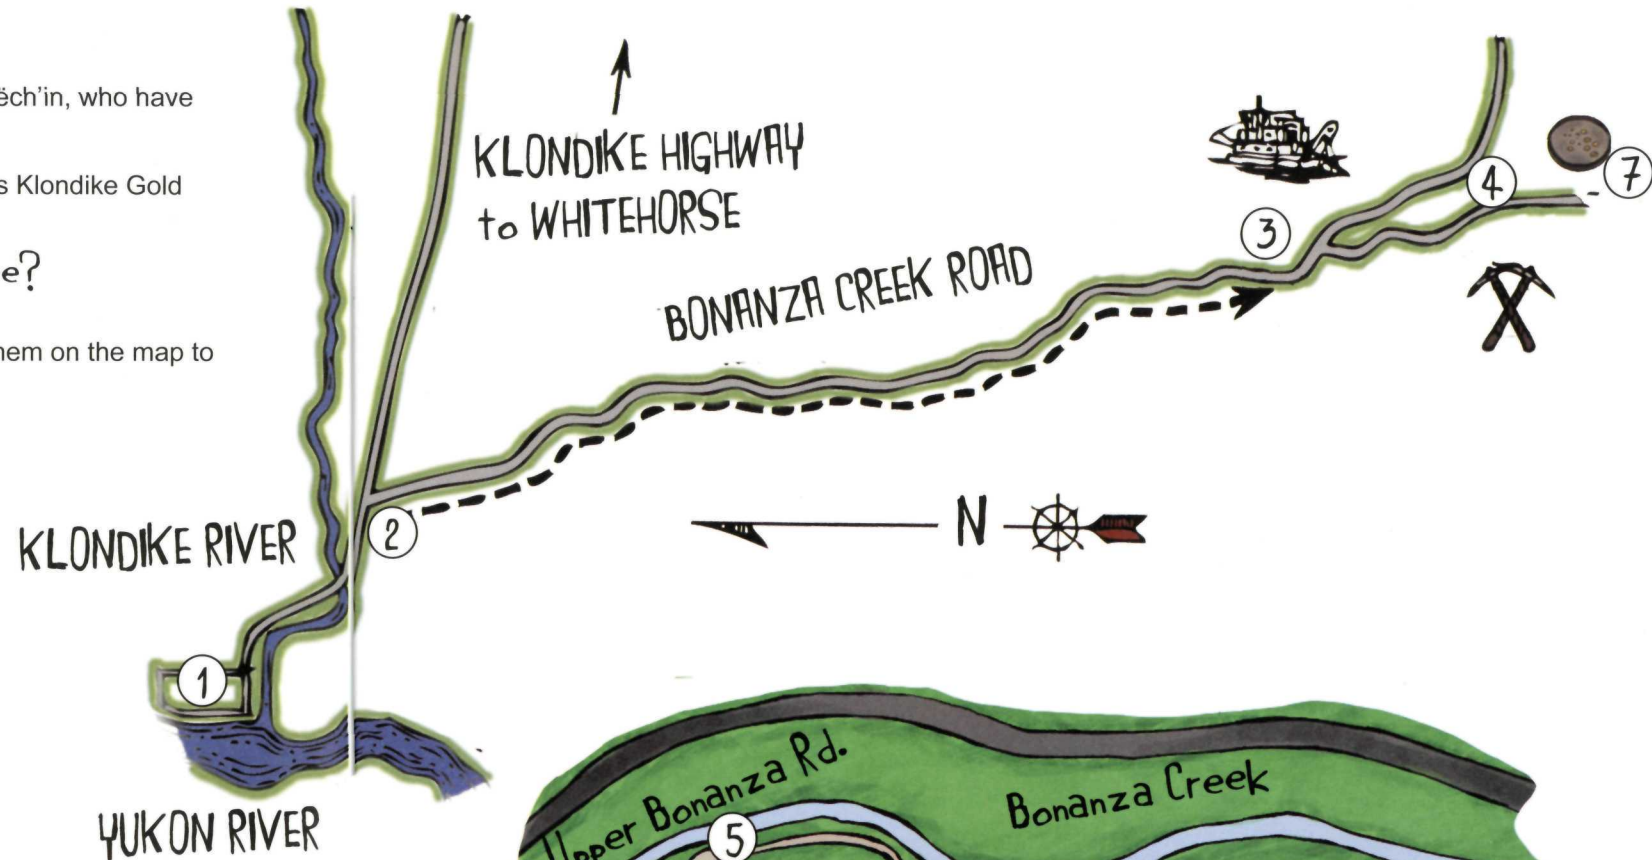 ëch'in, who have
s Klondike Gold
e?
hem on the map to
KLONDIKE HIGHWAY
to WHITEHORSE
BONANZA CREEK ROAD
3
4
7
KLONDIKE RIVER
2
N
1
YUKON RIVER
Upper Bonanza Rd.
Bonanza Creek
5